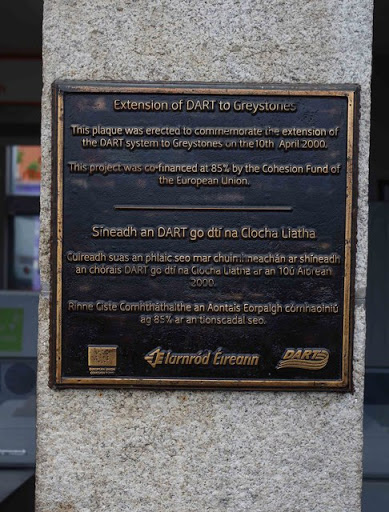 Extension of DART to Greystones
This plaque was erected to commemorate the extension of
the DART system to Greystones on the10th April 2000.
This project was co-financed at 85% by the Cohesion Fund of
the European Union.
Síneadh an DART go dtí na Clocha Liatha
Cuireadh suas an phlaic seo mar chuimhneachán ar shíneadh
an chórais DART go dtí na Clocha Liatha ar an 10ú Aibreán
2000.
Rinne Ciste Comhtháthaithe an Aontais Eorpaigh cómhaoiniú
ag 85% ar an tionscadal seo.
Iarnród Éireann
DART